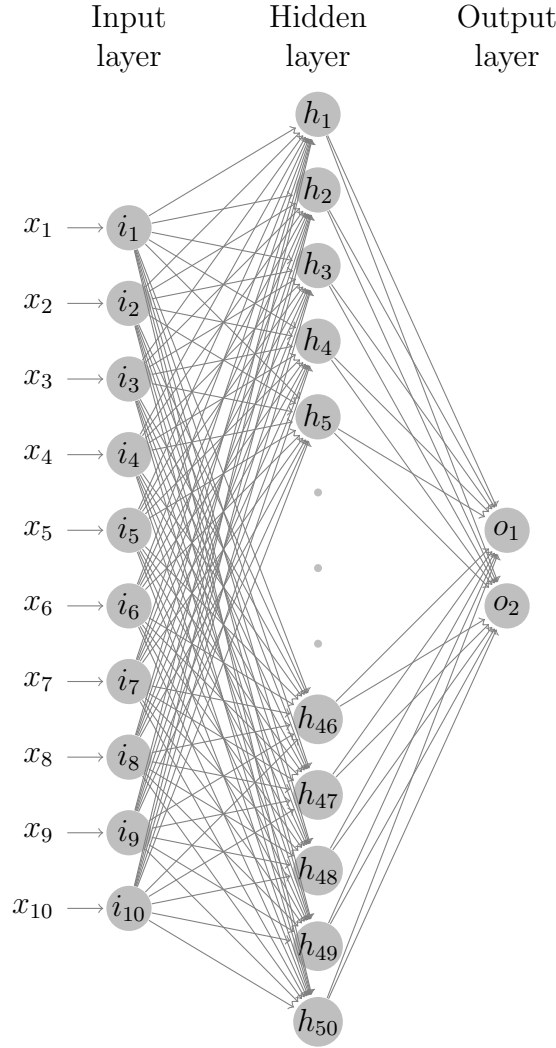 Input layer
Hidden layer
Output layer
x₁
x₂
x₃
x₄
x₅
x₆
x₇
x₈
x₉
x₁₀
i₁
i₂
i₃
i₄
i₅
i₆
i₇
i₈
i₉
i₁₀
h₁
h₂
h₃
h₄
h₅
h₄₆
h₄₇
h₄₈
h₄₉
h₅₀
o₁
o₂